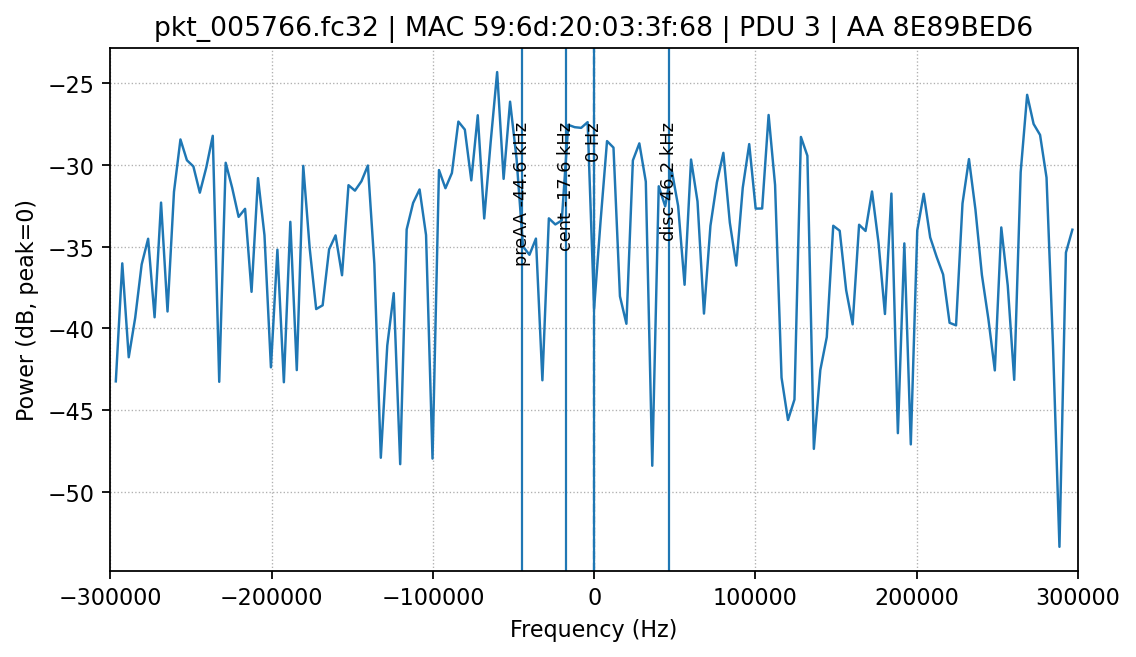 pkt_005766.fc32 | MAC 59:6d:20:03:3f:68 | PDU 3 | AA 8E89BED6
Power (dB, peak=0)
−25
−30
−35
−40
−45
−50
preAA -44.6 kHz
cent -17.6 kHz
0 Hz
disc 46.2 kHz
−300000
−200000
−100000
0
100000
200000
300000
Frequency (Hz)